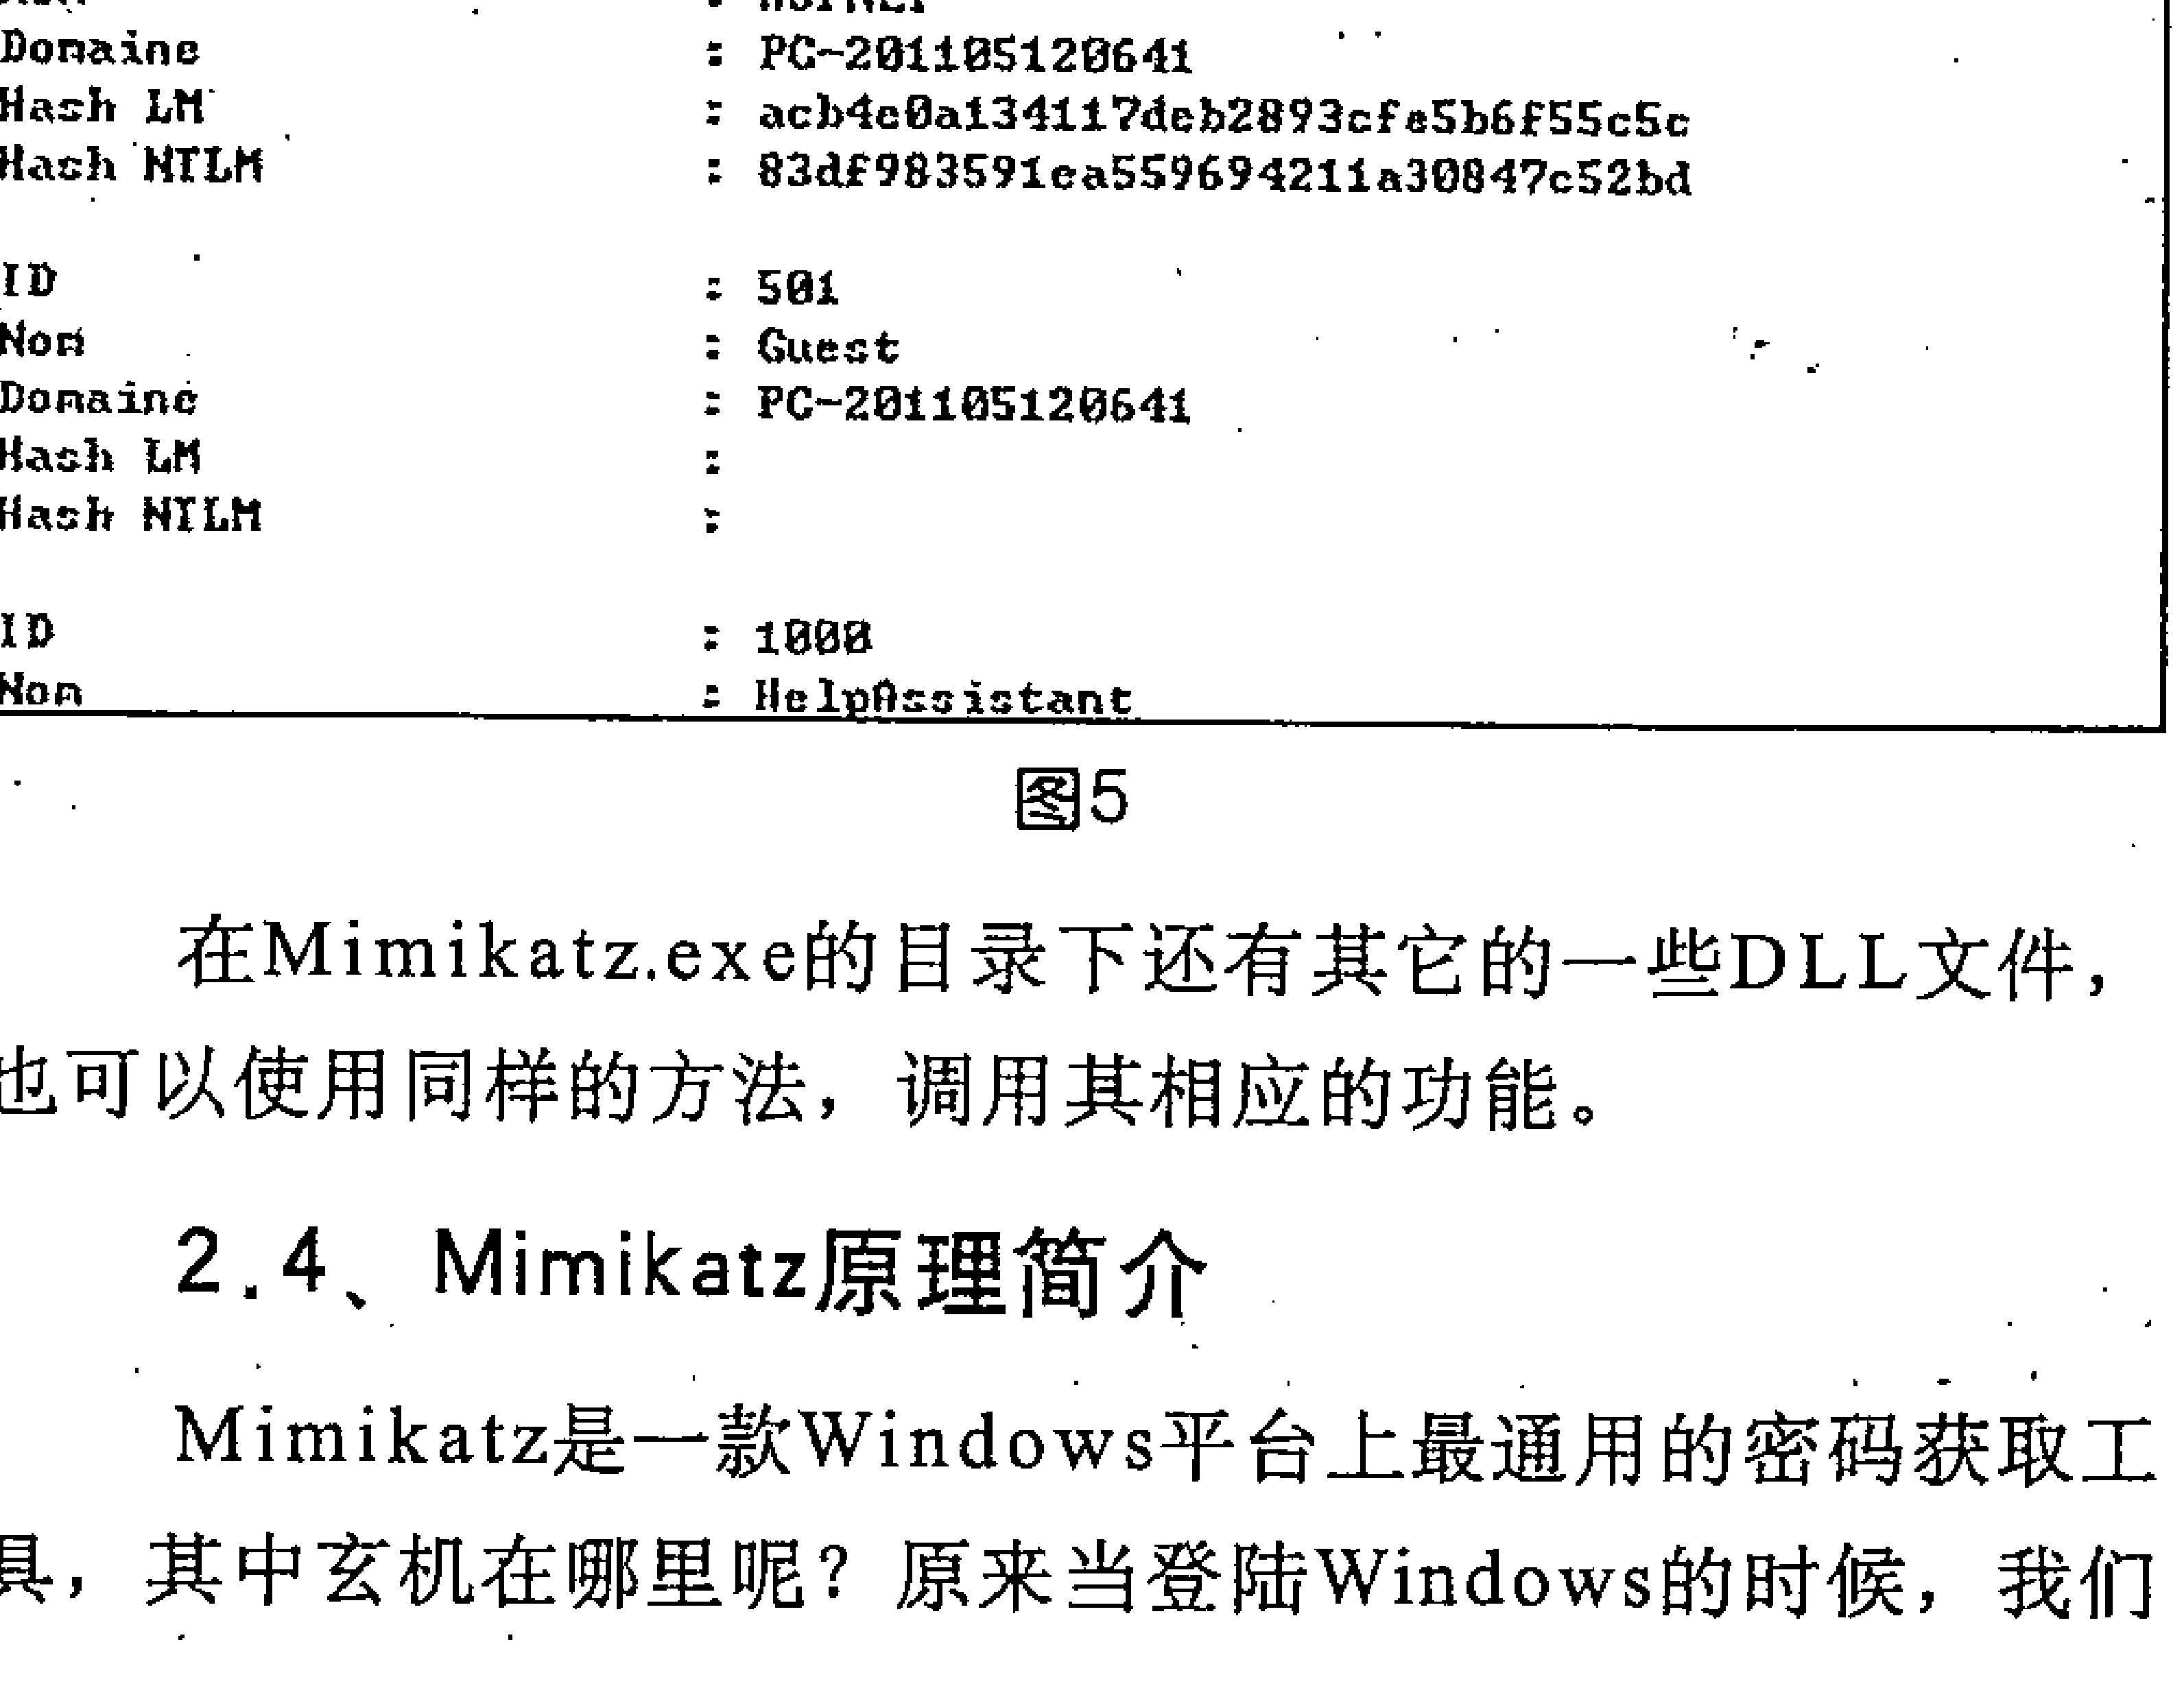 Domaine : PC-201105120641
Hash LM : acb4e0a134117deb2893cfe5b6f55c5c
Hash NTLM : 83df983591ea559694211a30847c52bd
ID : 501
Nom : Guest
Domaine : PC-201105120641
Hash LM :
Hash NTLM :
ID : 1000
Nom : HelpAssistant
图5
在Mimikatz.exe的目录下还有其它的一些DLL文件，
也可以使用同样的方法，调用其相应的功能。
2.4、Mimikatz原理简介
Mimikatz是一款Windows平台上最通用的密码获取工
具，其中玄机在哪里呢？原来当登陆Windows的时候，我们